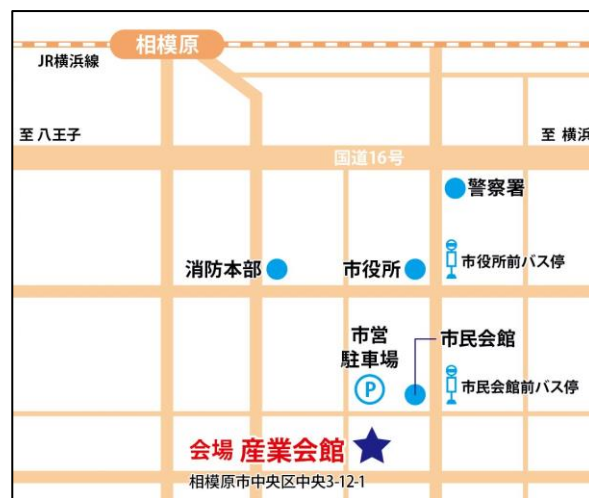 相模原
JR横浜線
至 八王子
至 横浜
国道16号
警察署
消防本部
市役所
市役所前バス停
市営
駐車場
市民会館
P
市民会館前バス停
会場 産業会館
相模原市中央区中央3-12-1